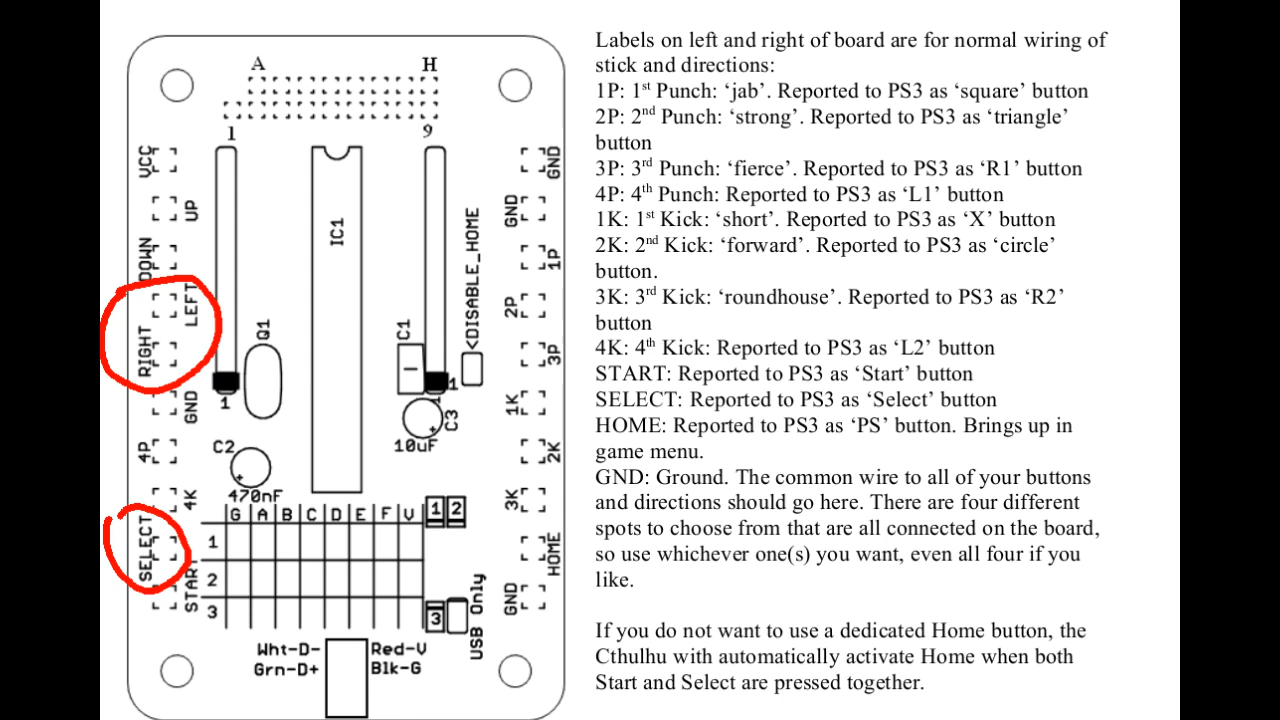 A H
1 9
VCC
UP
DOWN
LEFT
RIGHT
GND
4P
4K
SELECT
START
IC1
Q1
1
C2
470nF
C1
1
C3
10uF
<DISABLE_HOME
GND
GND
1P
2P
3P
1K
2K
3K
HOME
GND
G A B C D E F V
1 2
1
2
3
3
USB Only
Wht-D- Red-V
Grn-D+ Blk-G
Labels on left and right of board are for normal wiring of
stick and directions:
1P: 1st Punch: ‘jab’. Reported to PS3 as ‘square’ button
2P: 2nd Punch: ‘strong’. Reported to PS3 as ‘triangle’
button
3P: 3rd Punch: ‘fierce’. Reported to PS3 as ‘R1’ button
4P: 4th Punch: Reported to PS3 as ‘L1’ button
1K: 1st Kick: ‘short’. Reported to PS3 as ‘X’ button
2K: 2nd Kick: ‘forward’. Reported to PS3 as ‘circle’
button.
3K: 3rd Kick: ‘roundhouse’. Reported to PS3 as ‘R2’
button
4K: 4th Kick: Reported to PS3 as ‘L2’ button
START: Reported to PS3 as ‘Start’ button
SELECT: Reported to PS3 as ‘Select’ button
HOME: Reported to PS3 as ‘PS’ button. Brings up in
game menu.
GND: Ground. The common wire to all of your buttons
and directions should go here. There are four different
spots to choose from that are all connected on the board,
so use whichever one(s) you want, even all four if you
like.
If you do not want to use a dedicated Home button, the
Cthulhu with automatically activate Home when both
Start and Select are pressed together.